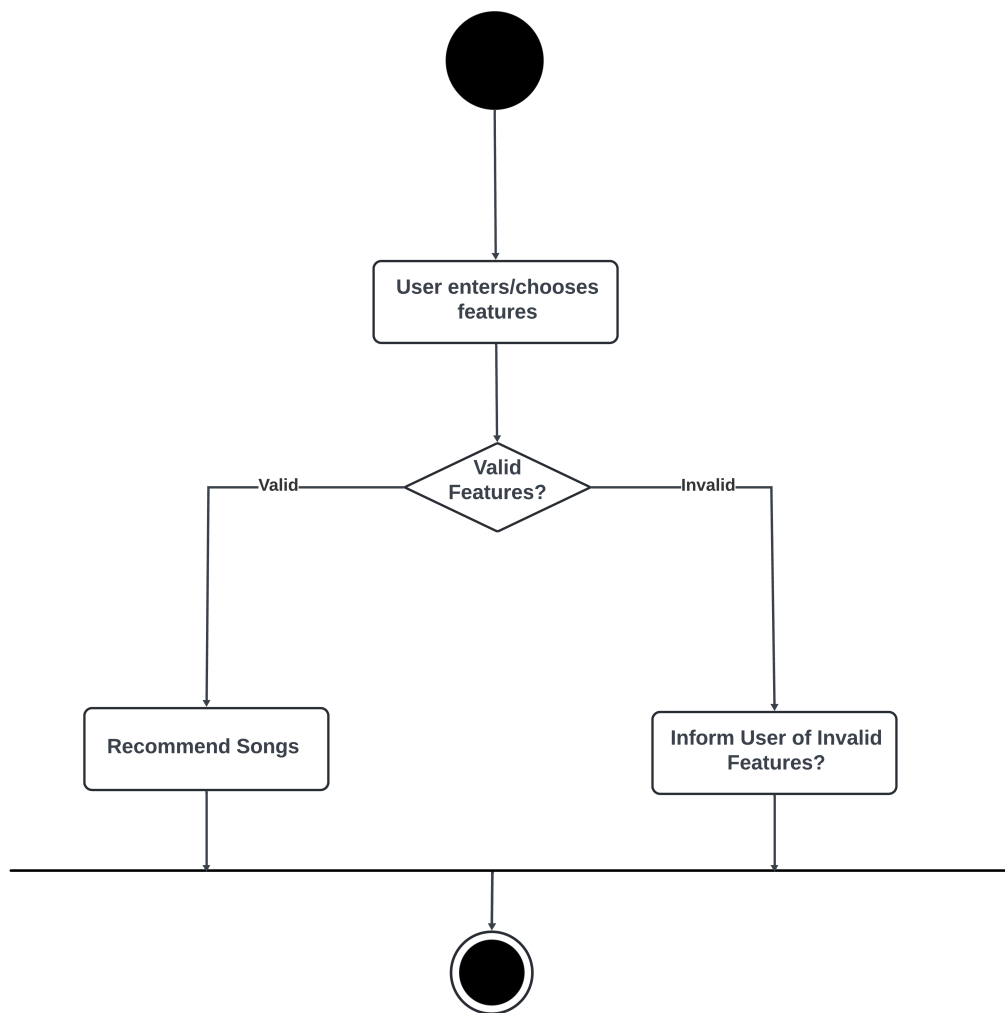 User enters/chooses
features
Valid
Features?
Valid
Invalid
Recommend Songs
Inform User of Invalid
Features?